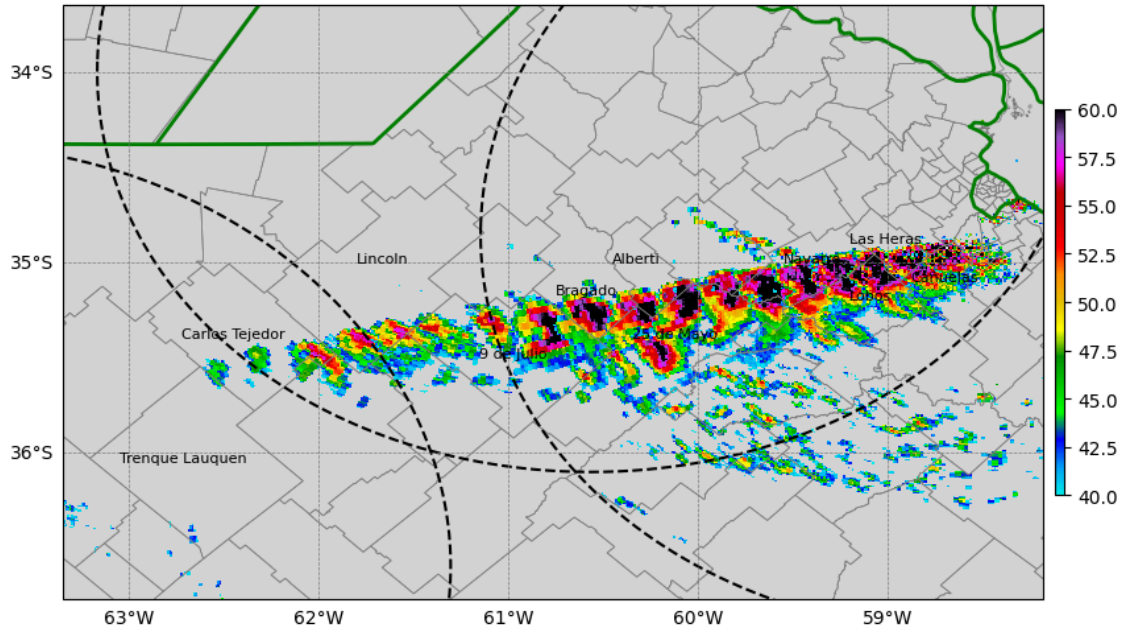 34°S
35°S
36°S
63°W
62°W
61°W
60°W
59°W
Las Heras
Lincoln
Alberti
Navarro
Cañuelas
Bragado
Lobos
Carlos Tejedor
25 de Mayo
9 de Julio
Trenque Lauquen
60.0
57.5
55.0
52.5
50.0
47.5
45.0
42.5
40.0